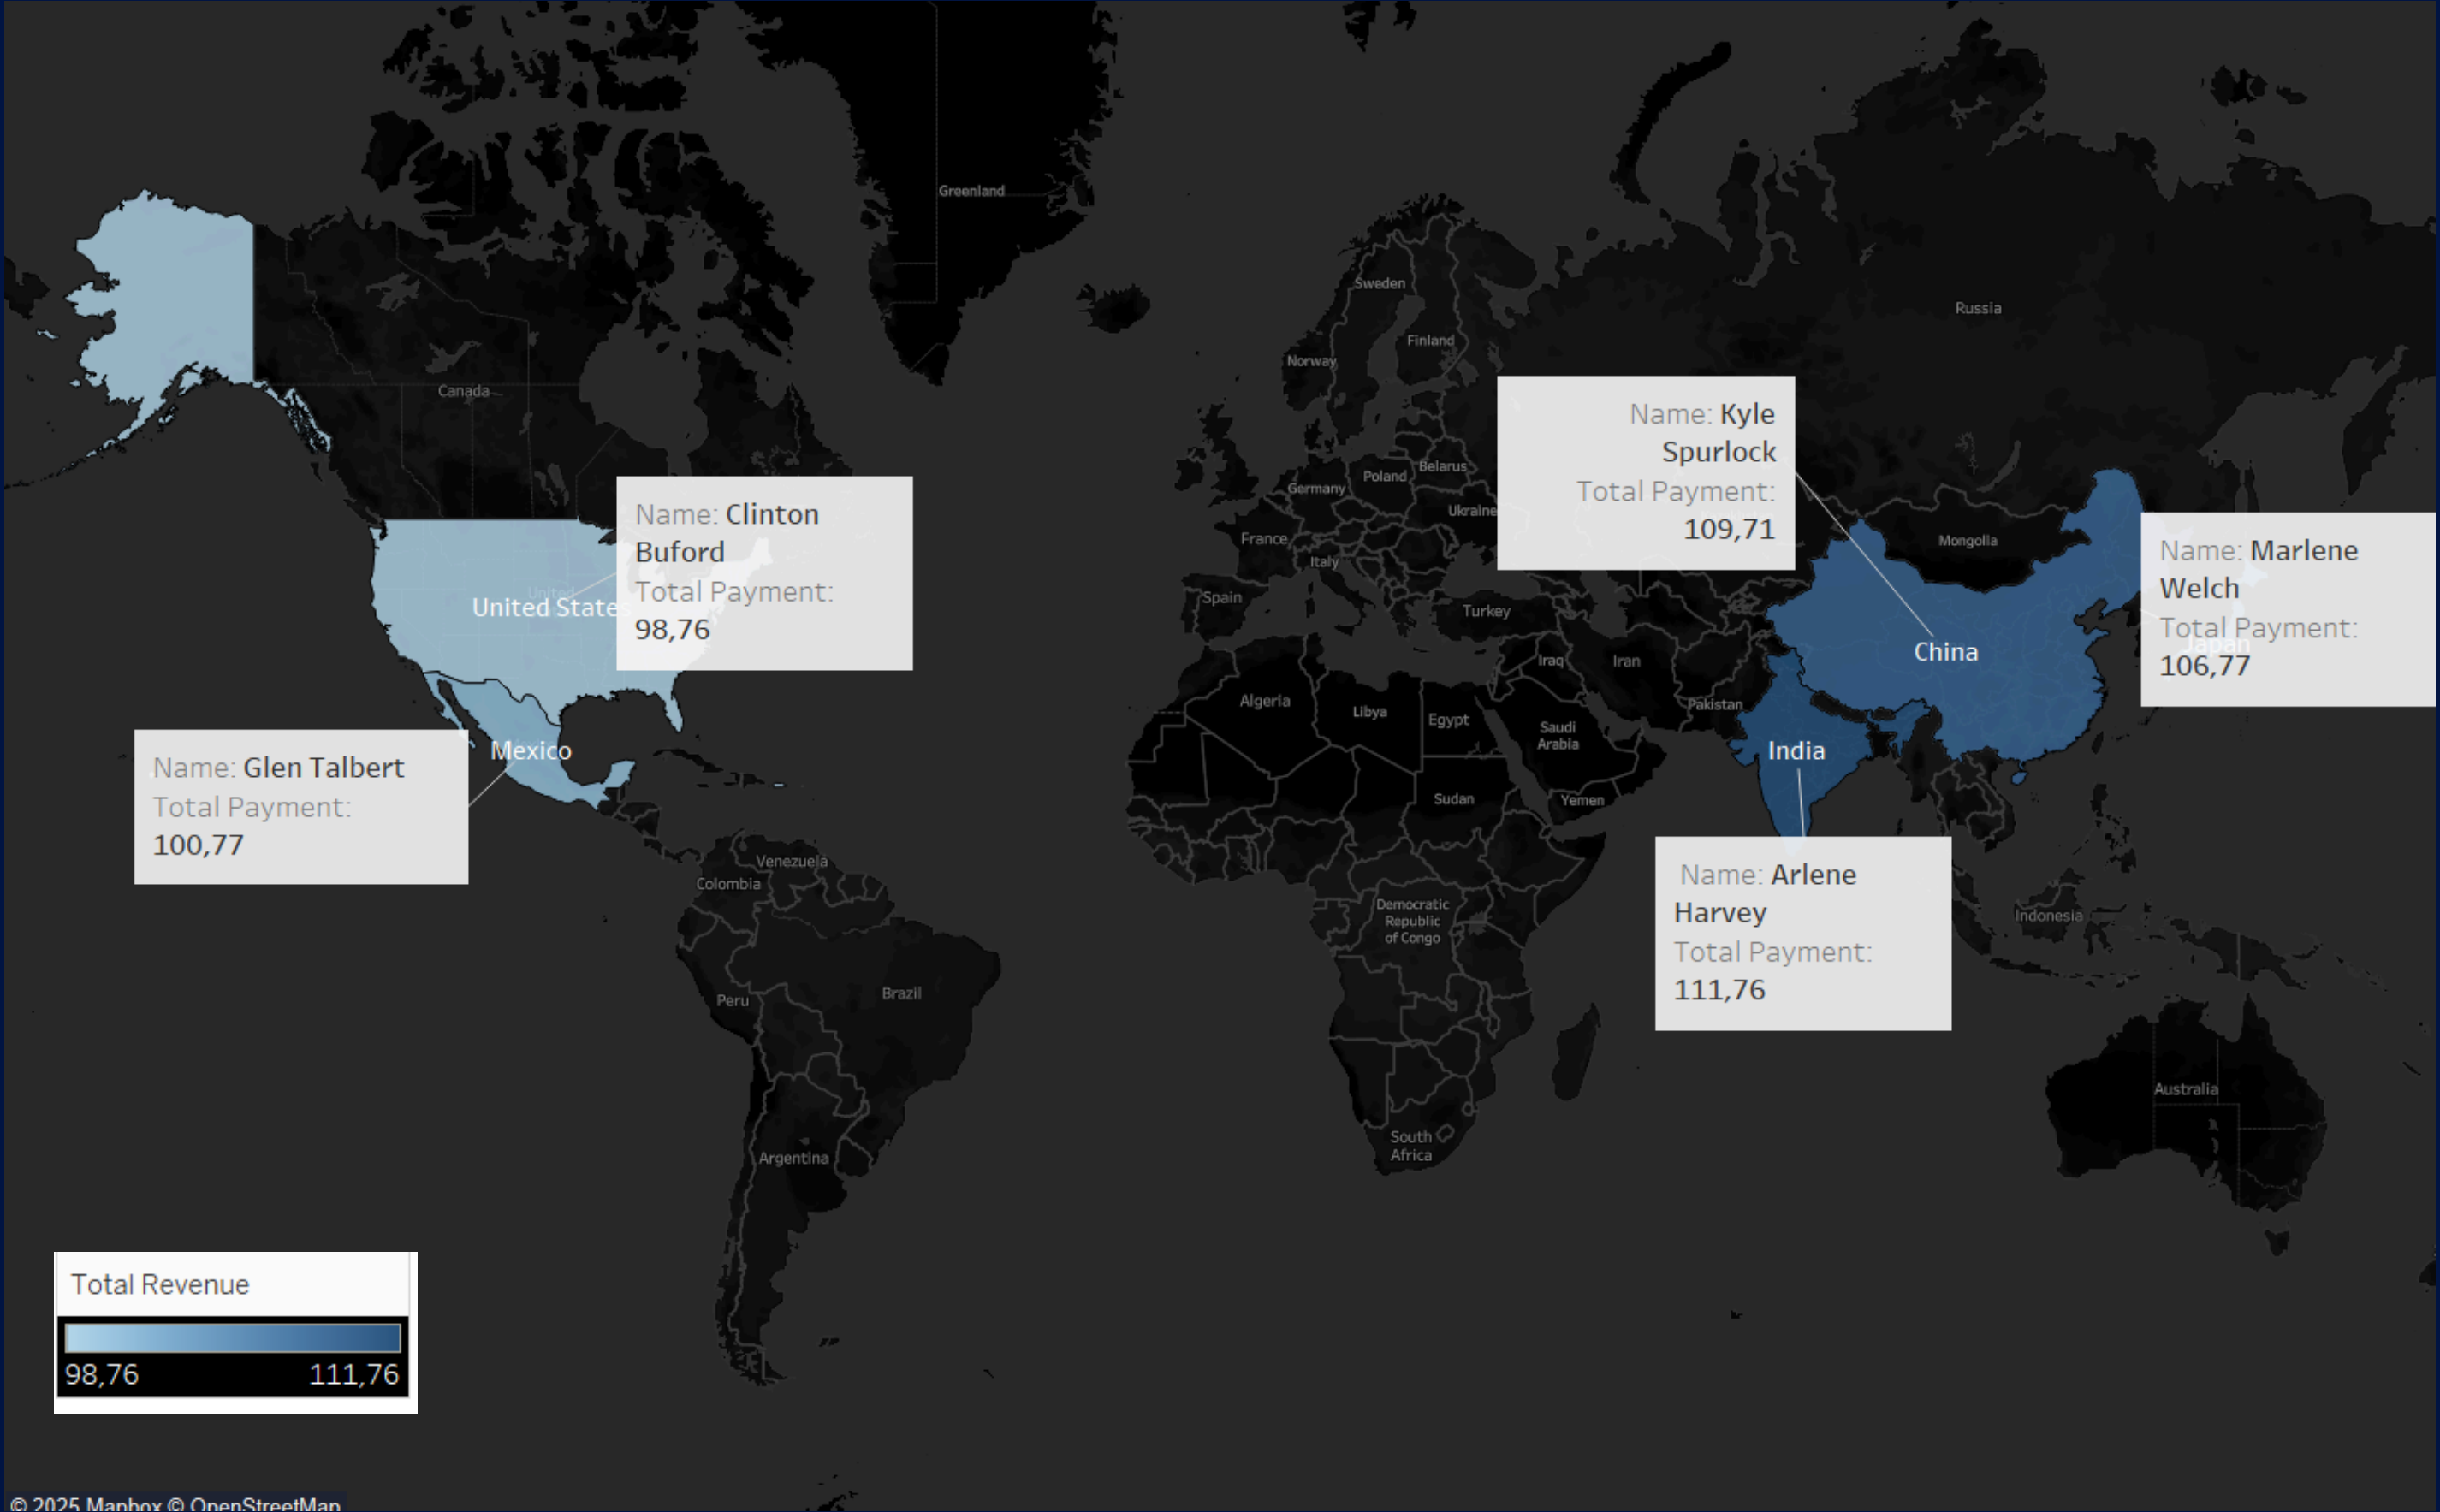 Greenland
Sweden
Russia
Finland
Norway
Canada
Name: Kyle
Spurlock
Total Payment:
109,71
Belarus
Poland
Germany
Ukraine
France
Italy
Spain
Turkey
Name: Clinton
Buford
Total Payment:
98,76
United
United States
Mongolia
Name: Marlene
Welch
Total Payment:
Japan
106,77
China
Iraq
Iran
Algeria
Libya
Egypt
Pakistan
Saudi
Arabia
India
Mexico
Name: Glen Talbert
Total Payment:
100,77
Sudan
Yemen
Venezuela
Colombia
Name: Arlene
Harvey
Total Payment:
111,76
Democratic
Republic
of Congo
Indonesia
Peru
Brazil
Australia
South
Africa
Argentina
Total Revenue
98,76 111,76
© 2025 Mapbox © OpenStreetMap